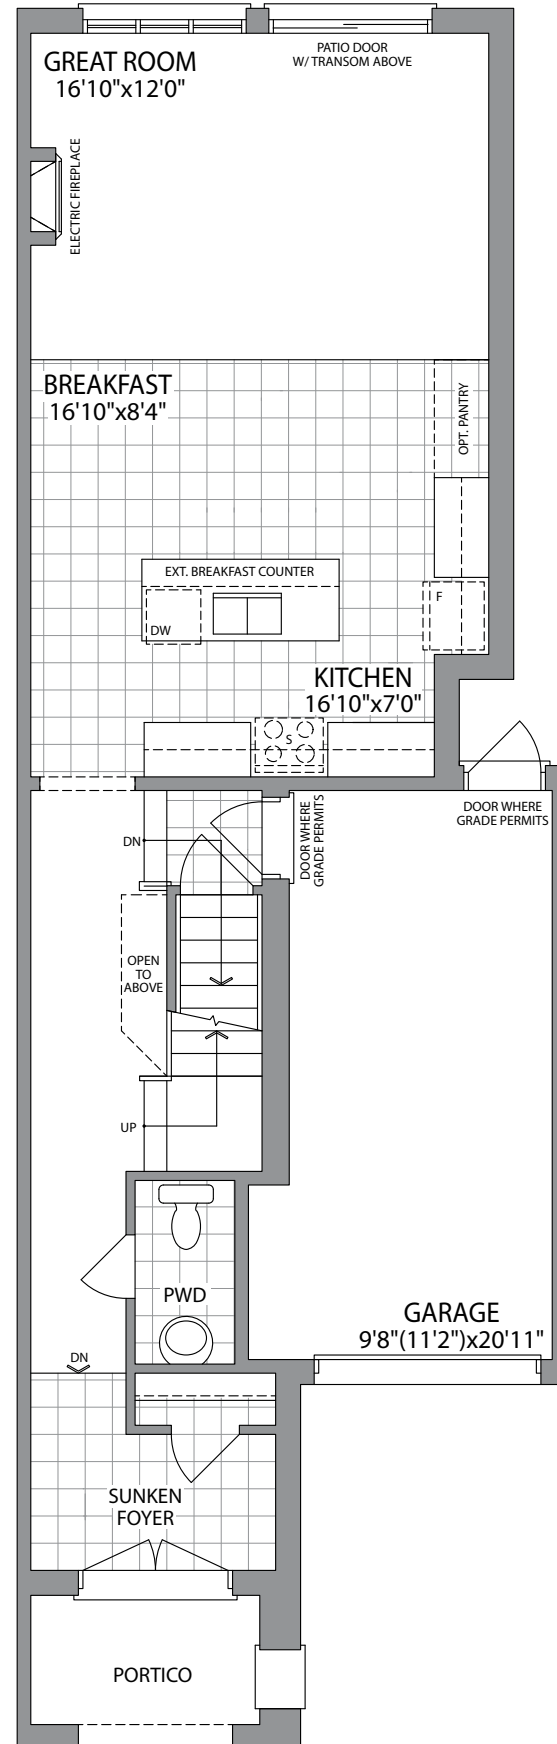 GREAT ROOM
16'10"x12'0"
PATIO DOOR
W/ TRANSOM ABOVE
ELECTRIC FIREPLACE
BREAKFAST
16'10"x8'4"
OPT. PANTRY
EXT. BREAKFAST COUNTER
DW
F
KITCHEN
16'10"x7'0"
S
DOOR WHERE
GRADE PERMITS
DOOR WHERE
GRADE PERMITS
DN
OPEN
TO
ABOVE
UP
PWD
GARAGE
9'8"(11'2")x20'11"
DN
SUNKEN
FOYER
PORTICO